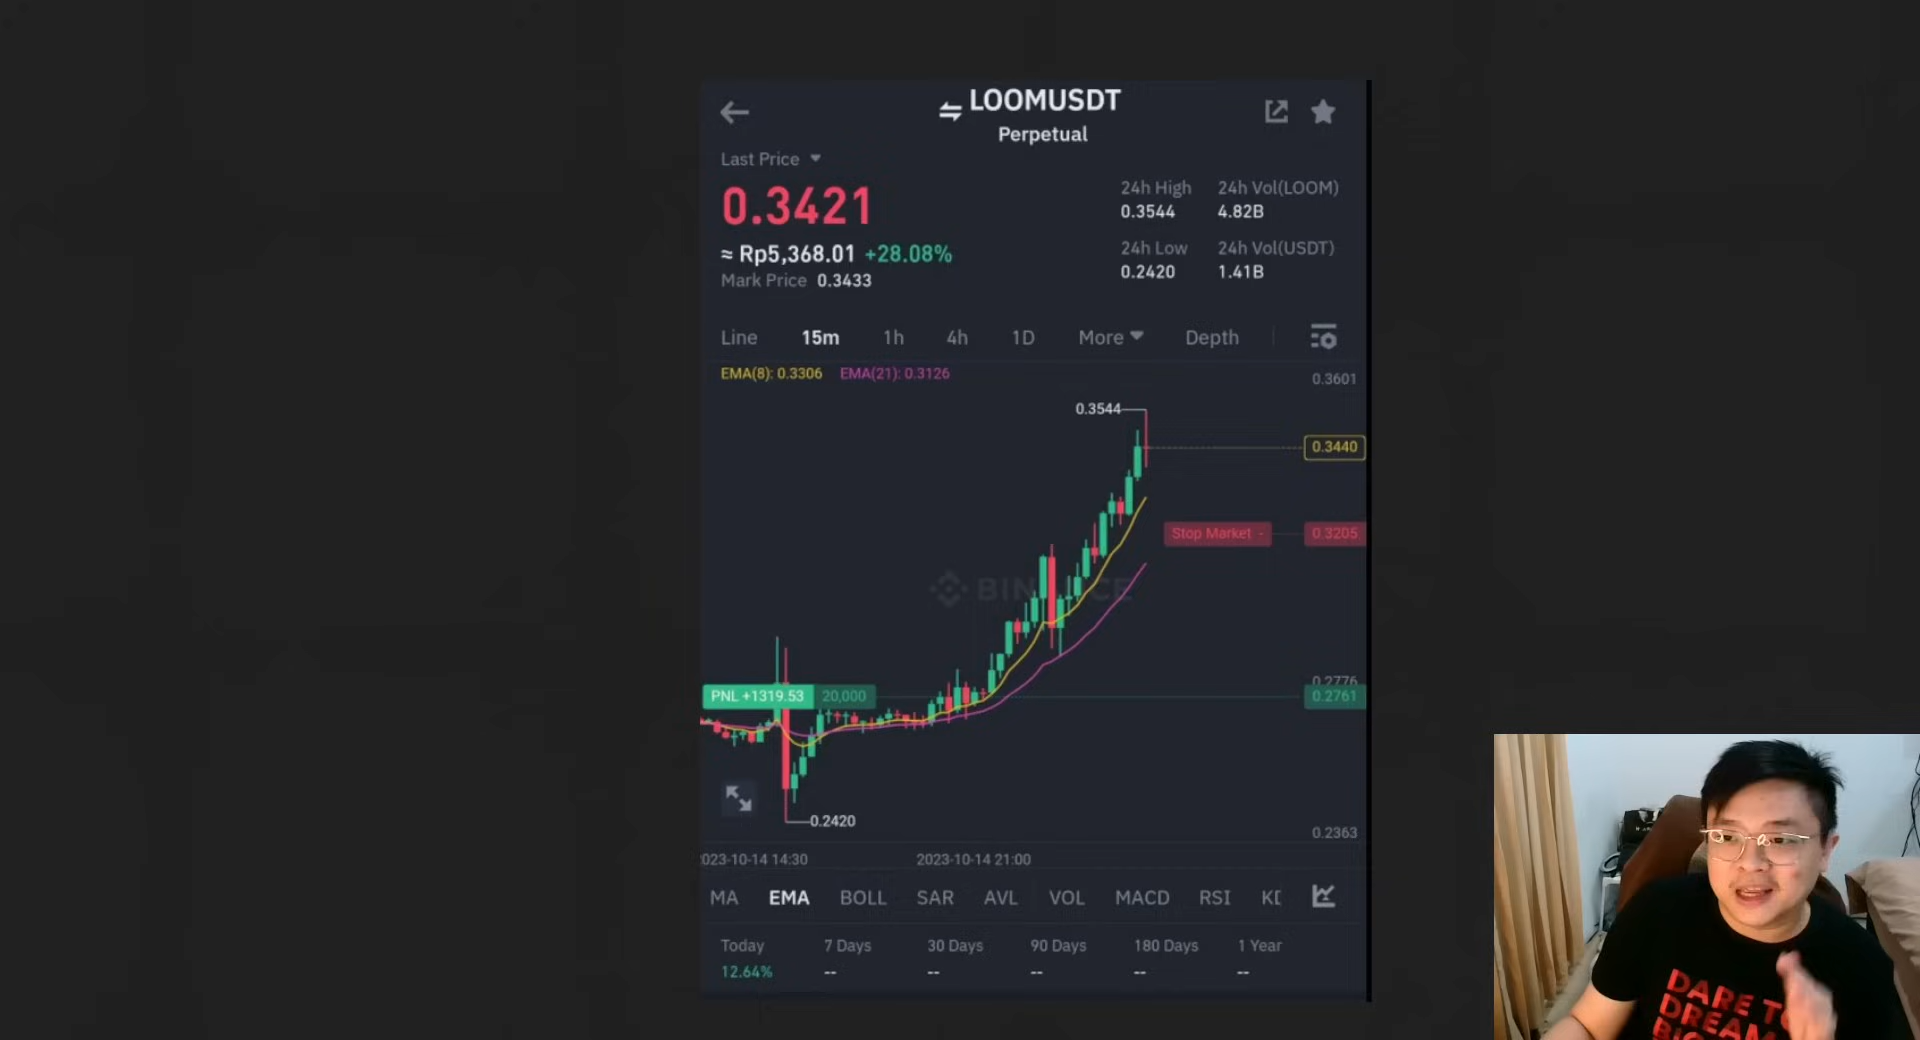 LOOMUSDT
Perpetual
Last Price
0.3421
≈ Rp5,368.01 +28.08%
Mark Price 0.3433
24h High
0.3544
24h Vol(LOOM)
4.82B
24h Low
0.2420
24h Vol(USDT)
1.41B
Line 15m 1h 4h 1D More Depth
EMA(8): 0.3306 EMA(21): 0.3126
0.3601
0.3544
0.3440
Stop Market - 0.3205
0.2776
PNL +1319.53 20,000 0.2761
0.2420
0.2363
023-10-14 14:30 2023-10-14 21:00
MA EMA BOLL SAR AVL VOL MACD RSI
Today 7 Days 30 Days 90 Days 180 Days 1 Year
12.64% -- -- -- -- --
DARE TO
DREAM
BIG